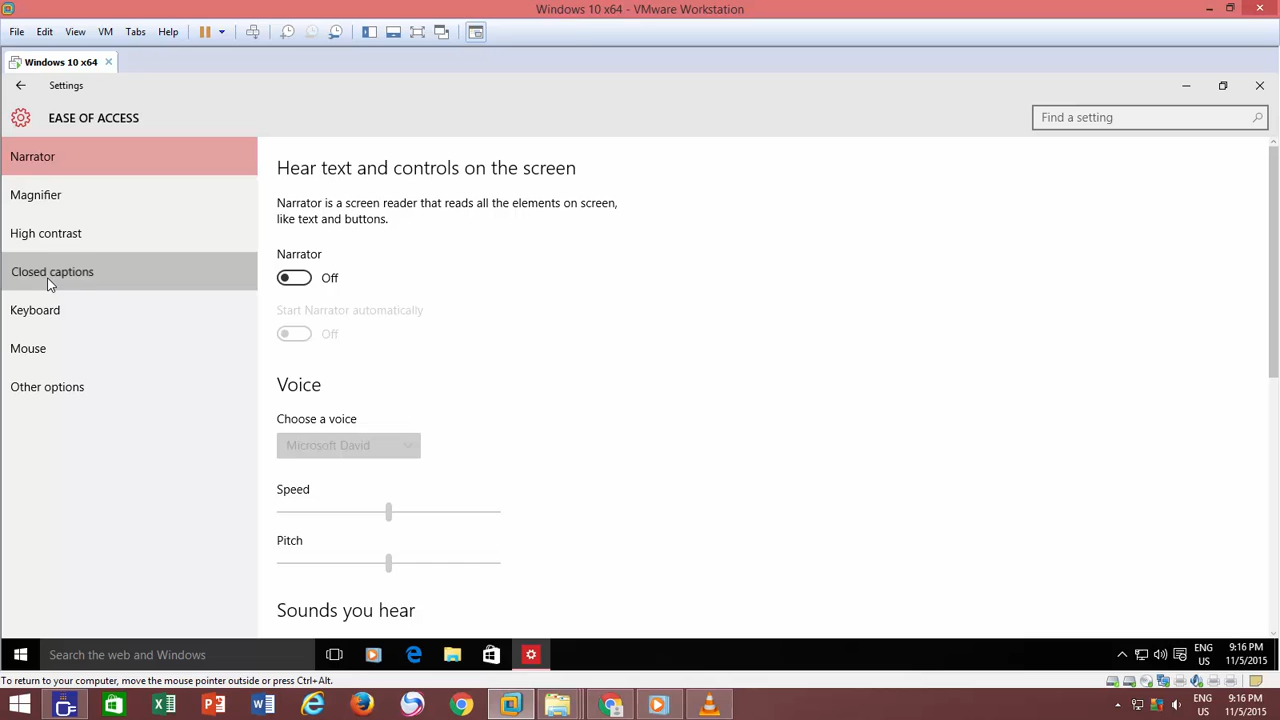 Windows 10 x64 - VMware Workstation
File Edit View VM Tabs Help
Windows 10 x64
Settings
EASE OF ACCESS
Find a setting
Narrator
Magnifier
High contrast
Closed captions
Keyboard
Mouse
Other options
Hear text and controls on the screen
Narrator is a screen reader that reads all the elements on screen,
like text and buttons.
Narrator
Off
Start Narrator automatically
Off
Voice
Choose a voice
Microsoft David
Speed
Pitch
Sounds you hear
Search the web and Windows
ENG
US
9:16 PM
11/5/2015
To return to your computer, move the mouse pointer outside or press Ctrl+Alt.
ENG
US
9:16 PM
11/5/2015